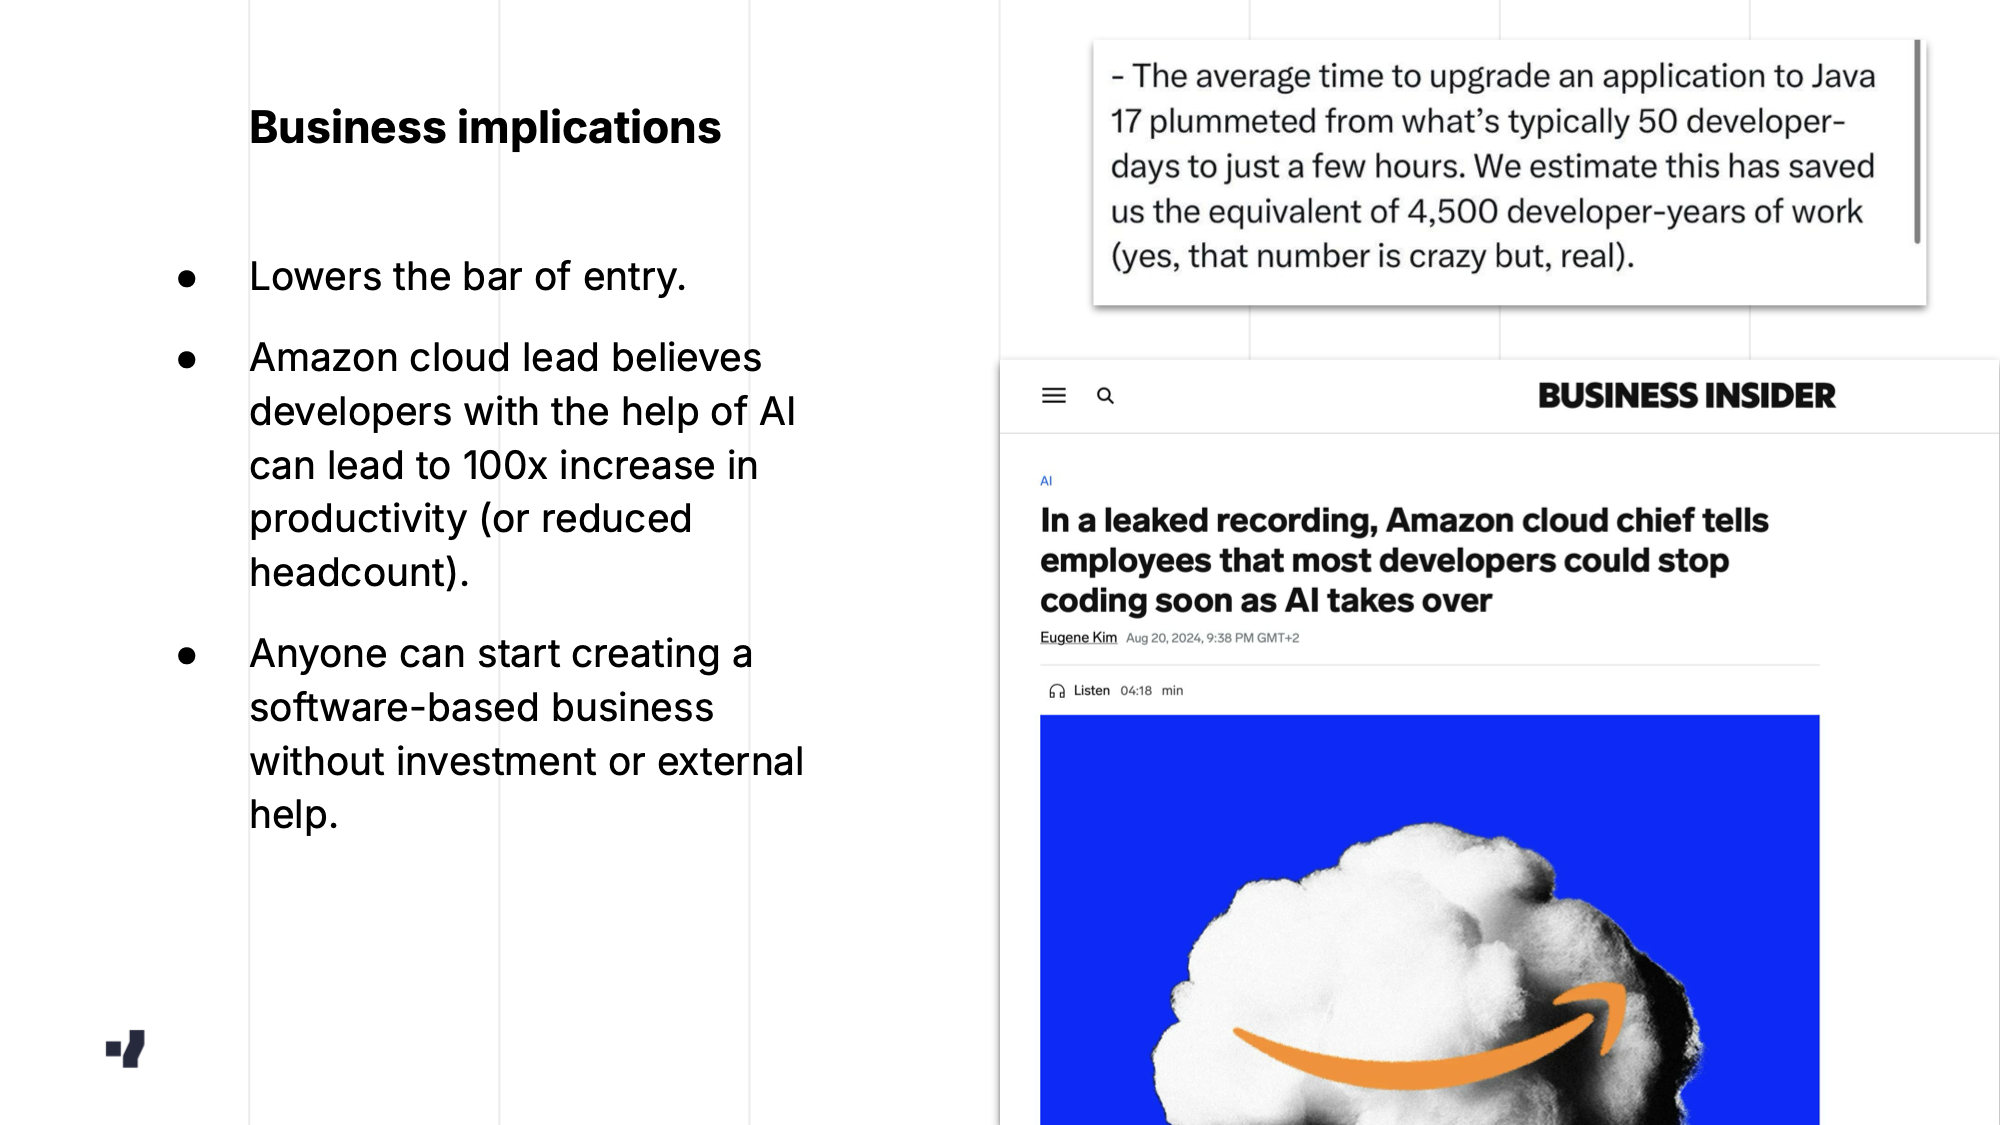 Business implications
● Lowers the bar of entry.
● Amazon cloud lead believes
developers with the help of AI
can lead to 100x increase in
productivity (or reduced
headcount).
● Anyone can start creating a
software-based business
without investment or external
help.
- The average time to upgrade an application to Java
17 plummeted from what’s typically 50 developer-
days to just a few hours. We estimate this has saved
us the equivalent of 4,500 developer-years of work
(yes, that number is crazy but, real).
BUSINESS INSIDER
AI
In a leaked recording, Amazon cloud chief tells
employees that most developers could stop
coding soon as AI takes over
Eugene Kim Aug 20, 2024, 9:38 PM GMT+2
Listen 04:18 min